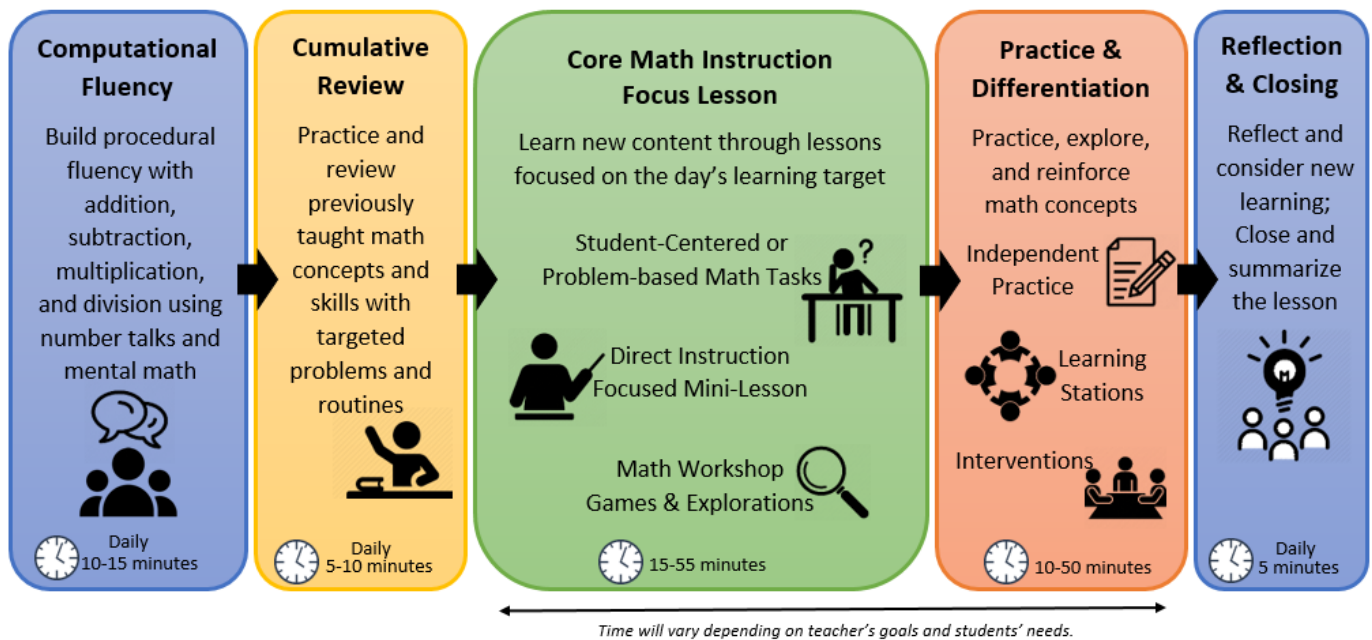 Computational
Fluency
Build procedural
fluency with
addition,
subtraction,
multiplication,
and division using
number talks and
mental math
Daily
10-15 minutes
Cumulative
Review
Practice and
review
previously
taught math
concepts and
skills with
targeted
problems and
routines
Daily
5-10 minutes
Core Math Instruction
Focus Lesson
Learn new content through lessons
focused on the day's learning target
Student-Centered or
Problem-based Math Tasks
?
Direct Instruction
Focused Mini-Lesson
Math Workshop
Games & Explorations
15-55 minutes
Practice &
Differentiation
Practice, explore,
and reinforce
math concepts
Independent
Practice
Learning
Stations
Interventions
10-50 minutes
Reflection
& Closing
Reflect and
consider new
learning;
Close and
summarize
the lesson
Daily
5 minutes
Time will vary depending on teacher's goals and students' needs.